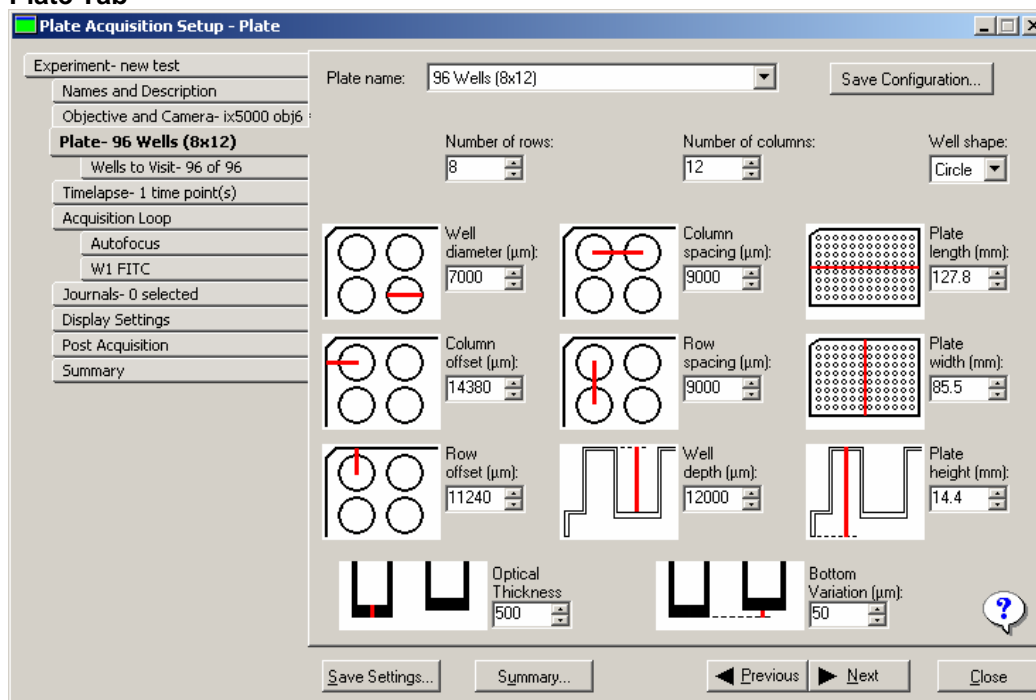 Plate Tab
Plate Acquisition Setup - Plate
Experiment- new test
Names and Description
Objective and Camera- ix5000 obj6
Plate- 96 Wells (8x12)
Wells to Visit- 96 of 96
Timelapse- 1 time point(s)
Acquisition Loop
Autofocus
W1 FITC
Journals- 0 selected
Display Settings
Post Acquisition
Summary
Plate name: 96 Wells (8x12) Save Configuration...
Number of rows: Number of columns: Well shape:
8 12 Circle
Well
diameter (µm):
7000
Column
spacing (µm):
9000
Plate
length (mm):
127.8
Column
offset (µm):
14380
Row
spacing (µm):
9000
Plate
width (mm):
85.5
Row
offset (µm):
11240
Well
depth (µm):
12000
Plate
height (mm):
14.4
Optical
Thickness
500
Bottom
Variation (µm):
50
?
Save Settings... Summary... Previous Next Close